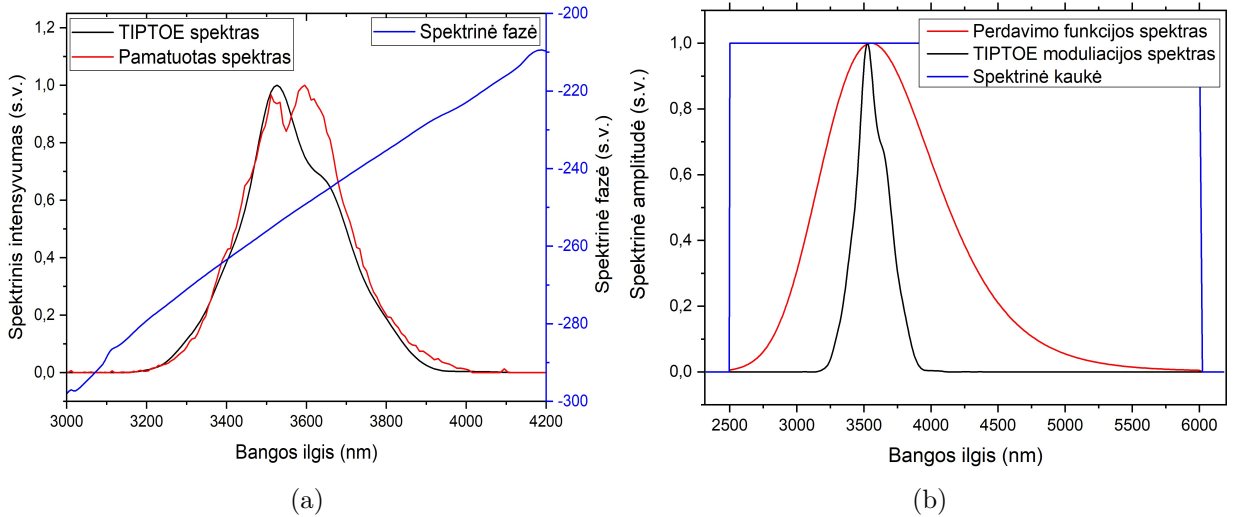 TIPTOE spektras
Pamatuotas spektras
Spektrinė fazė
Spektrinis intensyvumas (s.v.)
1,2
1,0
0,8
0,6
0,4
0,2
0,0
3000 3200 3400 3600 3800 4000 4200
Bangos ilgis (nm)
-200
-220
-240
-260
-280
-300
Spektrinė fazė (s.v.)
(a)
Perdavimo funkcijos spektras
TIPTOE moduliacijos spektras
Spektrinė kaukė
Spektrinė amplitudė (s.v.)
1,0
0,8
0,6
0,4
0,2
0,0
2500 3000 3500 4000 4500 5000 5500 6000
Bangos ilgis (nm)
(b)